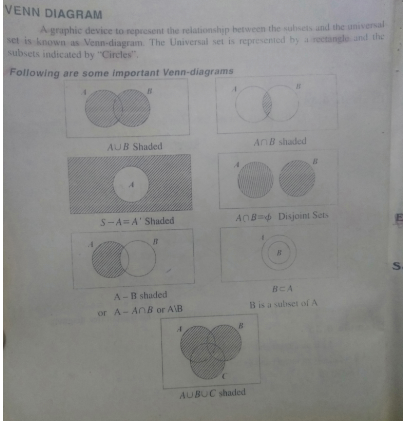 VENN DIAGRAM
A graphic device to represent the relationship between the subsets and the universal
set is known as Venn-diagram. The Universal set is represented by a rectangle and the
subsets indicated by "Circles".
Following are some important Venn-diagrams
A B
A B
A∪B Shaded
A∩B shaded
A
A B
S–A=A' Shaded
A∩B=ϕ Disjoint Sets
A B
A
B
A – B shaded
or A – A∩B or A\B
B⊂A
B is a subset of A
A B
C
A∪B∪C shaded
E
S